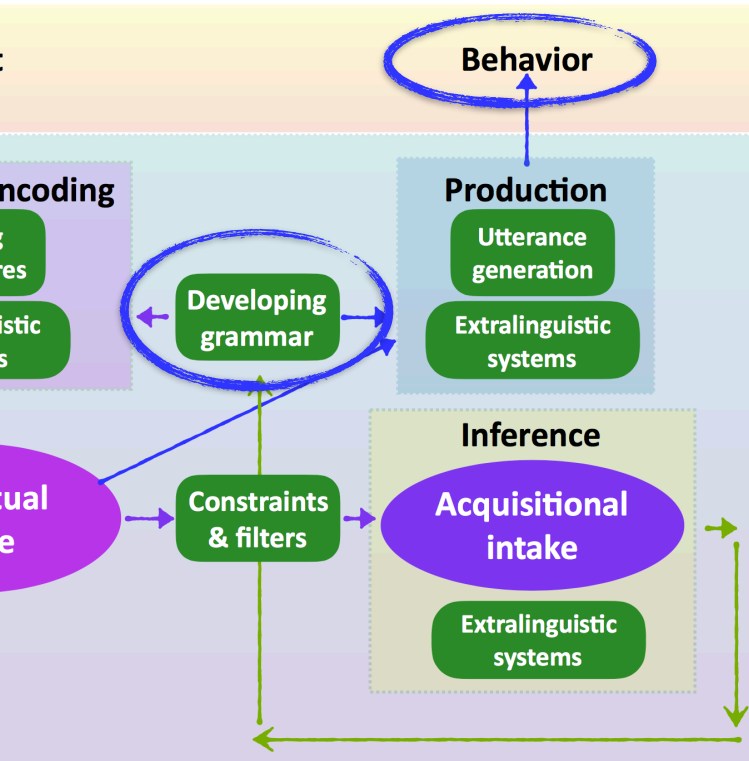 Behavior
Production
Utterance
generation
Extralinguistic
systems
Developing
grammar
Inference
Constraints
& filters
Acquisitional
intake
Extralinguistic
systems